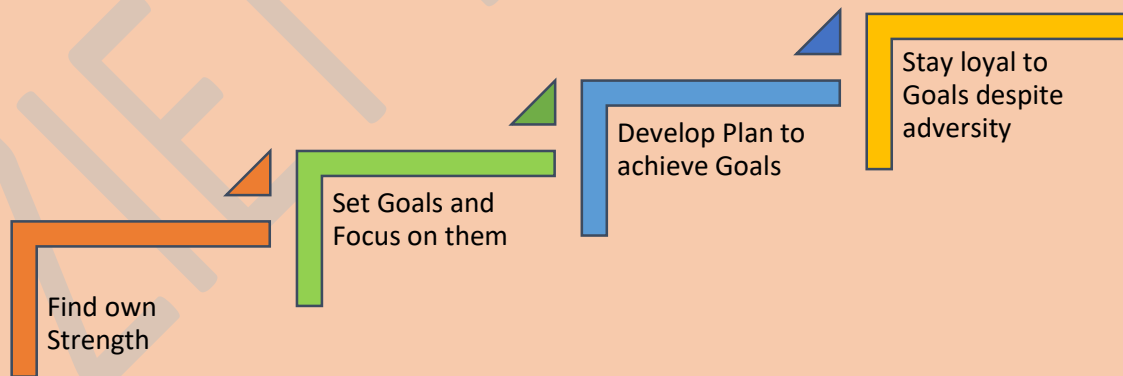 Find own
Strength
Set Goals and
Focus on them
Develop Plan to
achieve Goals
Stay loyal to
Goals despite
adversity